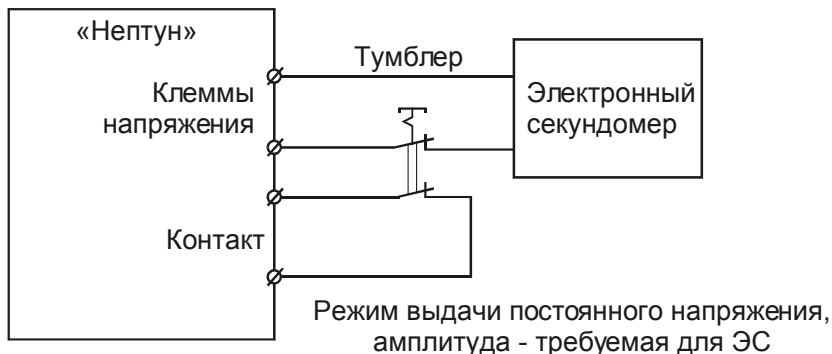 «Нептун»
Тумблер
Клеммы
напряжения
Электронный
секундомер
Контакт
Режим выдачи постоянного напряжения,
амплитуда - требуемая для ЭС